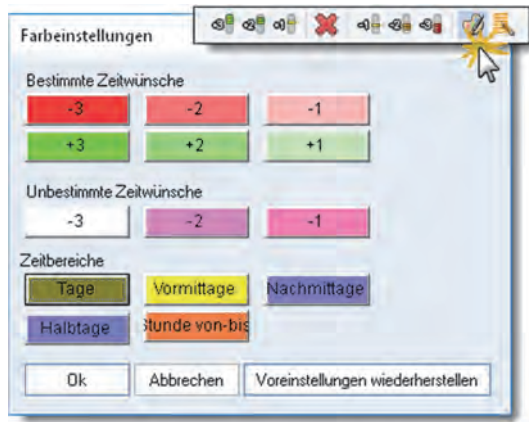 Farbeinstellungen
Bestimmte Zeitwünsche
-3 -2 -1
+3 +2 +1
Unbestimmte Zeitwünsche
-3 -2 -1
Zeitbereiche
Tage Vormittage Nachmittage
Halbtage Stunde von-bis
Ok Abbrechen Voreinstellungen wiederherstellen